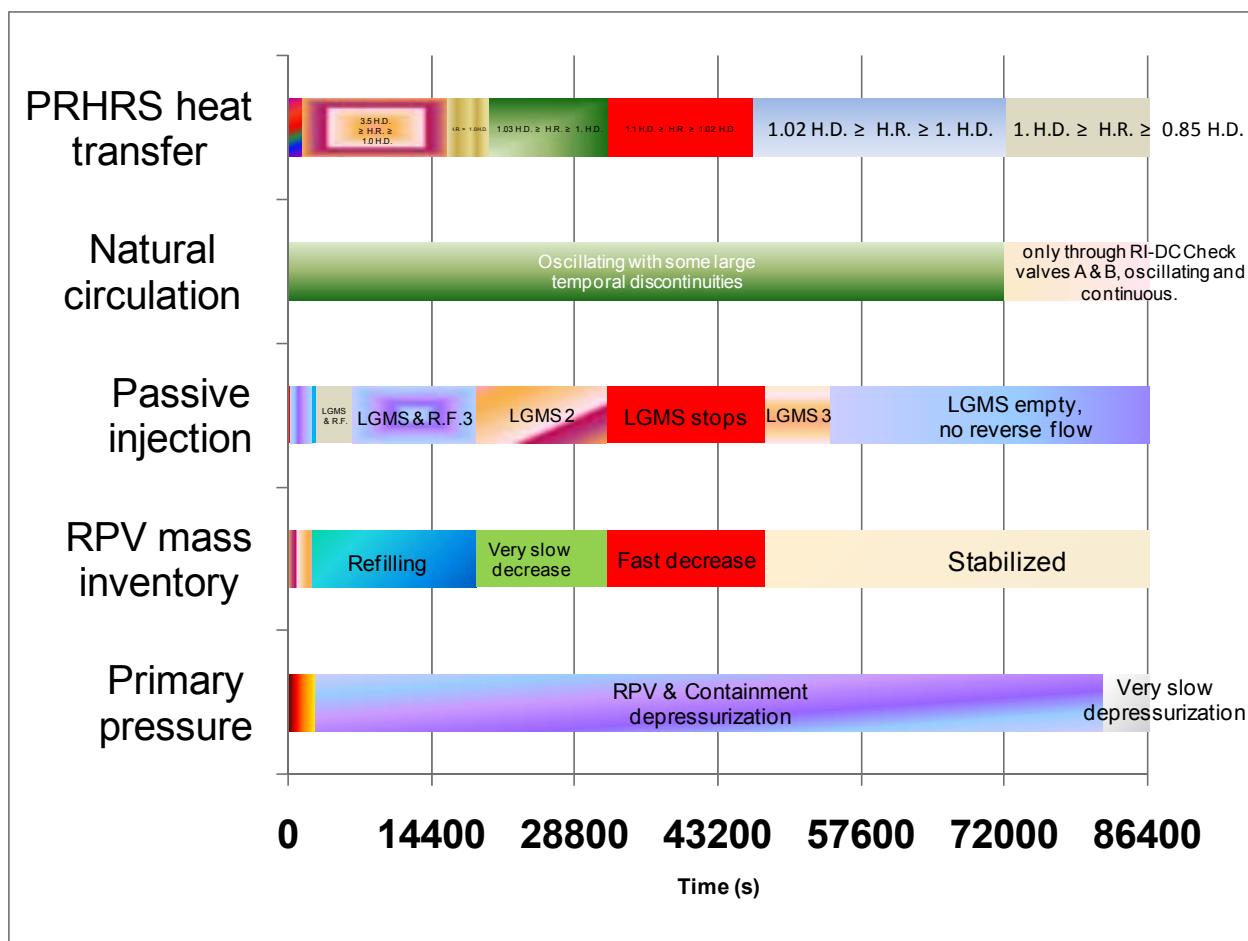 PRHRS heat
transfer
3.5 H.D.
≥ H.R. ≥
1.0 H.D.
1.03 H.D. ≥ H.R. ≥ 1. H.D.
1.1 H.D. ≥ H.R. ≥ 1.02 H.D.
1.02 H.D. ≥ H.R. ≥ 1. H.D.
1. H.D. ≥ H.R. ≥ 0.85 H.D.
Natural
circulation
Oscillating with some large
temporal discontinuities
only through RI-DC Check
valves A & B, oscillating and
continuous.
Passive
injection
LGMS
& R.F.
LGMS & R.F.3
LGMS 2
LGMS stops
LGMS 3
LGMS empty,
no reverse flow
RPV mass
inventory
Refilling
Very slow
decrease
Fast decrease
Stabilized
Primary
pressure
RPV & Containment
depressurization
Very slow
depressurization
0 14400 28800 43200 57600 72000 86400
Time (s)